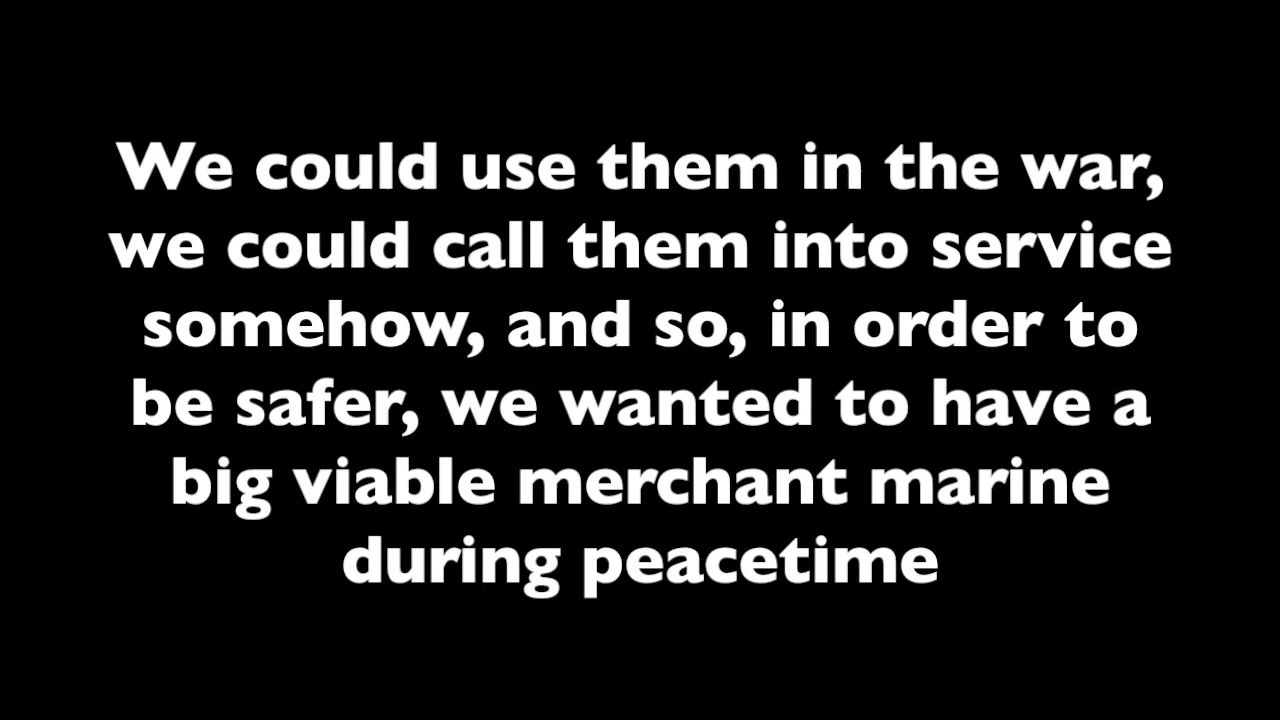 We could use them in the war,
we could call them into service
somehow, and so, in order to
be safer, we wanted to have a
big viable merchant marine
during peacetime